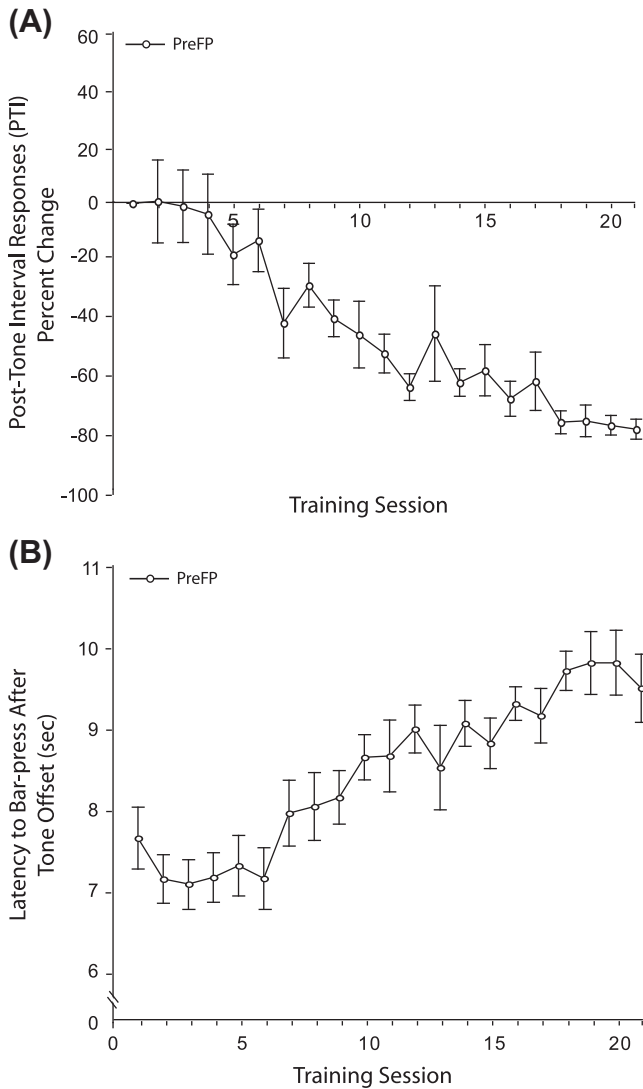 (A)
60
PreFP
40
20
0
5
10
15
20
-20
-40
-60
-80
-100
Post-Tone Interval Responses (PTI)
Percent Change
Training Session
(B)
11
PreFP
10
9
8
7
6
0
Latency to Bar-press After
Tone Offset (sec)
0
5
10
15
20
Training Session